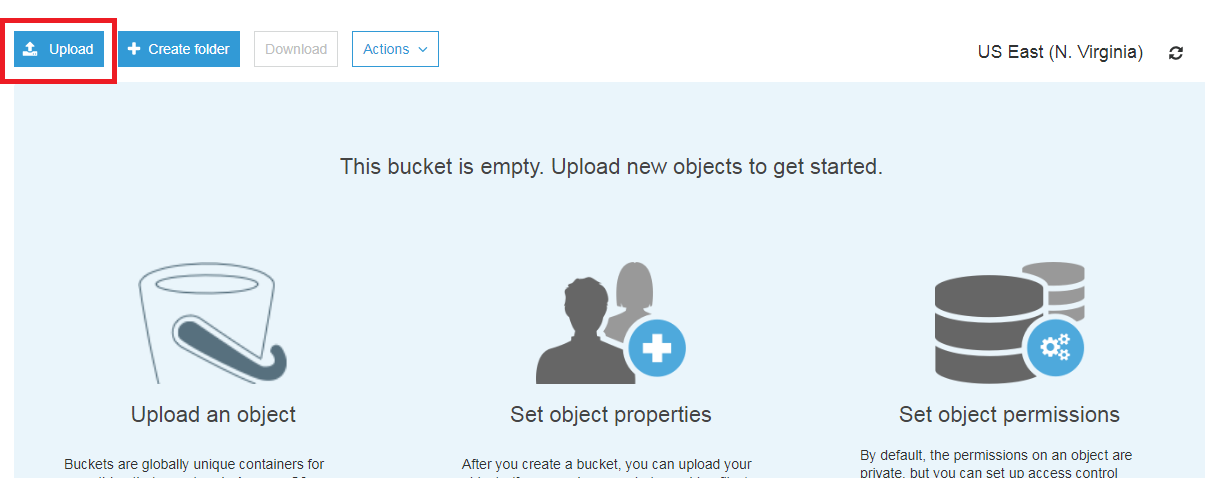 Upload
Create folder
Download
Actions
US East (N. Virginia)
This bucket is empty. Upload new objects to get started.
Upload an object
Set object properties
Set object permissions
Buckets are globally unique containers for
After you create a bucket, you can upload your
By default, the permissions on an object are
private, but you can set up access control